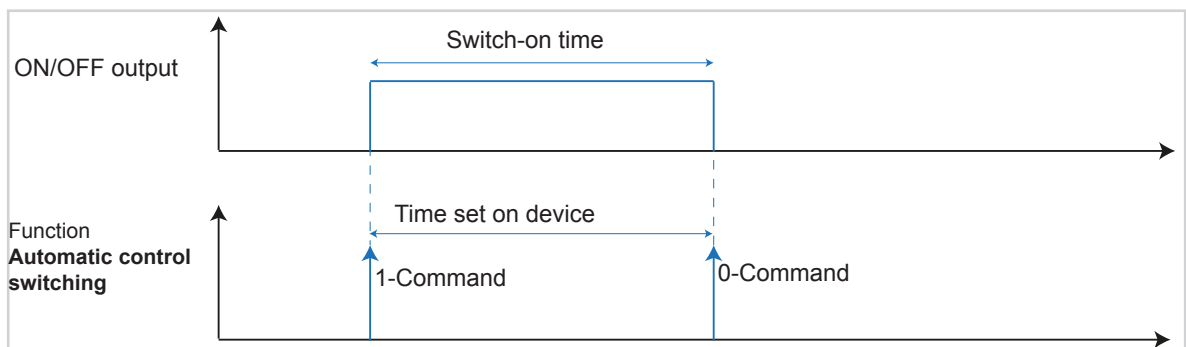 Switch-on time
ON/OFF output
Time set on device
Function
Automatic control
switching
1-Command
0-Command